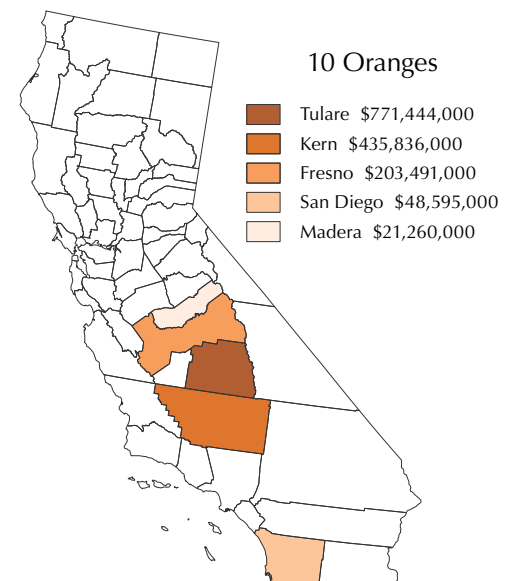 10 Oranges
Tulare $771,444,000
Kern $435,836,000
Fresno $203,491,000
San Diego $48,595,000
Madera $21,260,000